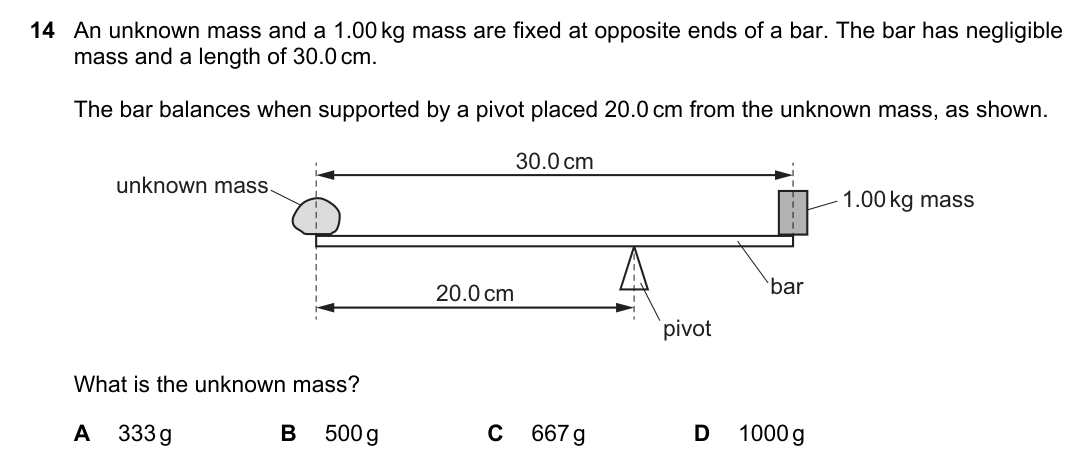 14 An unknown mass and a 1.00 kg mass are fixed at opposite ends of a bar. The bar has negligible
mass and a length of 30.0 cm.
The bar balances when supported by a pivot placed 20.0 cm from the unknown mass, as shown.
30.0 cm
unknown mass
1.00 kg mass
20.0 cm
bar
pivot
What is the unknown mass?
A 333 g B 500 g C 667 g D 1000 g